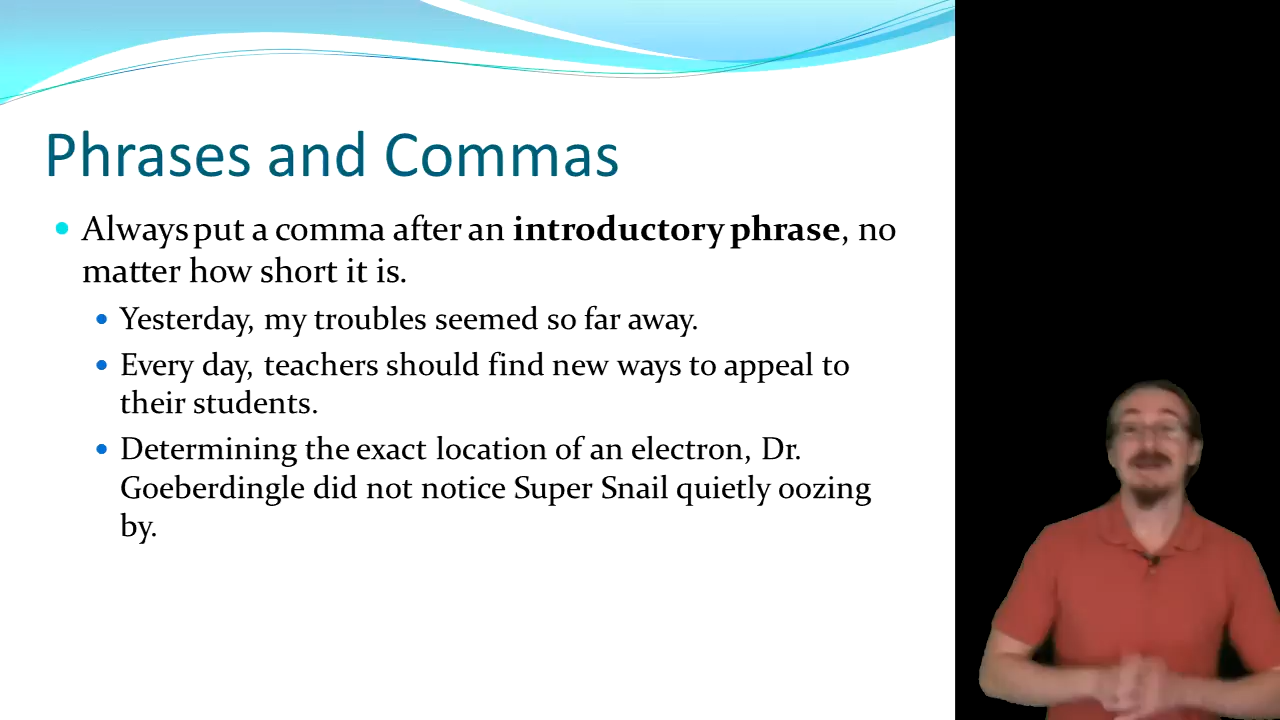 Phrases and Commas
Always put a comma after an introductory phrase, no
matter how short it is.
Yesterday, my troubles seemed so far away.
Every day, teachers should find new ways to appeal to
their students.
Determining the exact location of an electron, Dr.
Goeberdingle did not notice Super Snail quietly oozing
by.